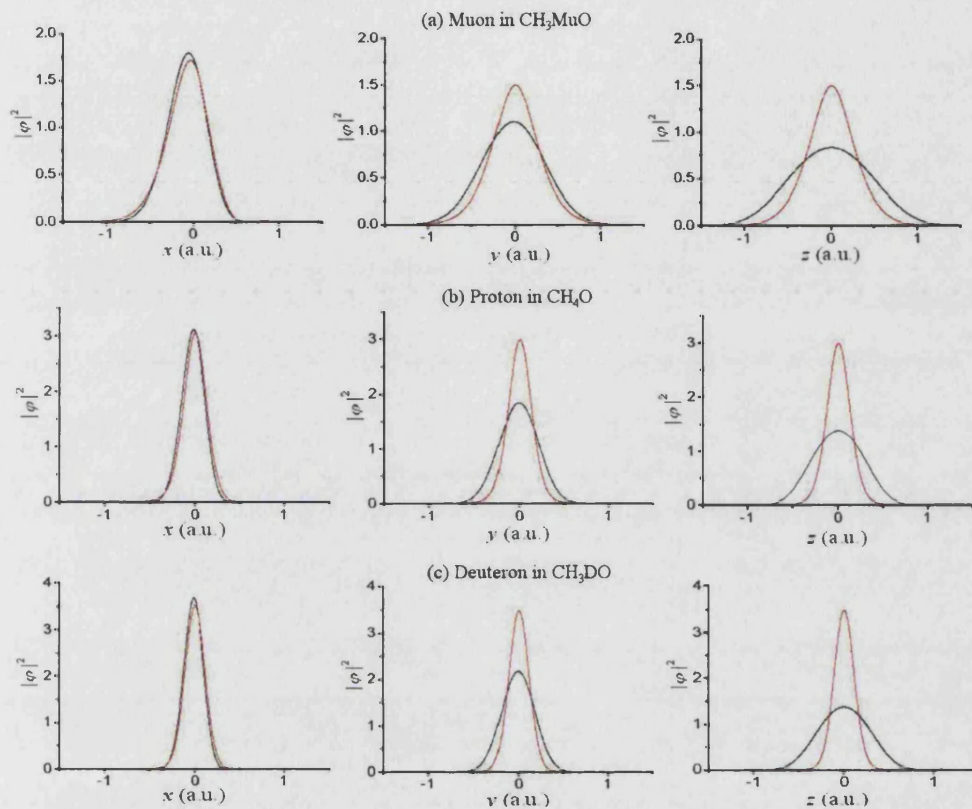 (a) Muon in CH₃MuO
2.0
1.5
1.0
0.5
0.0
|φ|²
-1 0 1
x (a.u.)
2.0
1.5
1.0
0.5
0.0
|φ|²
-1 0 1
y (a.u.)
2.0
1.5
1.0
0.5
0.0
|φ|²
-1 0 1
z (a.u.)
(b) Proton in CH₄O
3
2
1
0
|φ|²
-1 0 1
x (a.u.)
3
2
1
0
|φ|²
-1 0 1
y (a.u.)
3
2
1
0
|φ|²
-1 0 1
z (a.u.)
(c) Deuteron in CH₃DO
4
3
2
1
0
|φ|²
-1 0 1
x (a.u.)
4
3
2
1
0
|φ|²
-1 0 1
y (a.u.)
4
3
2
1
0
|φ|²
-1 0 1
z (a.u.)